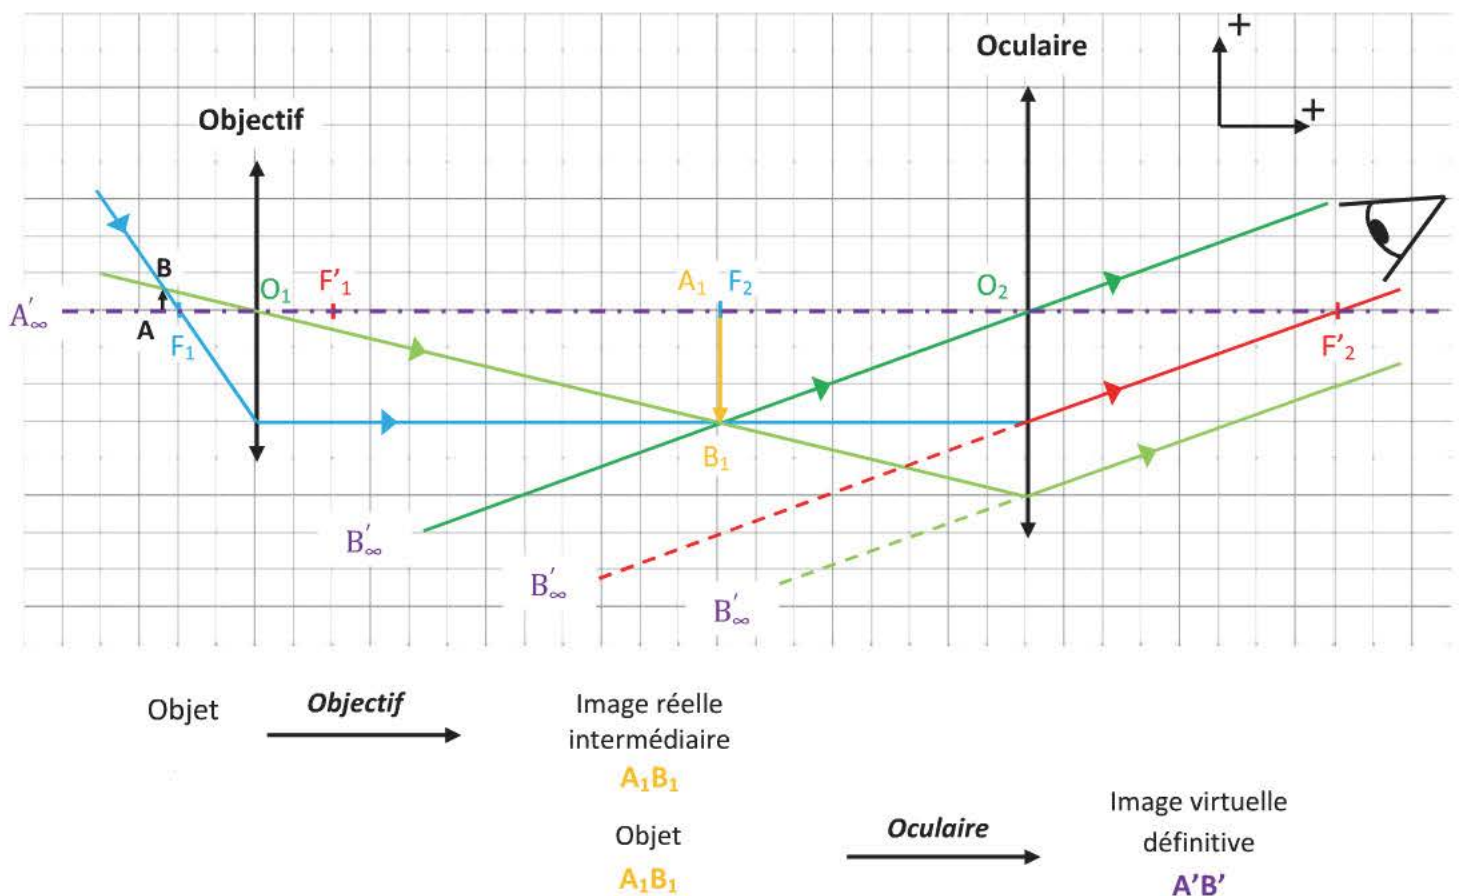 +
Oculaire
+
Objectif
B
O₁
F'₁
A₁
F₂
O₂
A'∞
A
F₁
F'₂
B₁
B'∞
B'∞
B'∞
Objet
Objectif
Image réelle
intermédiaire
A₁B₁
Objet
A₁B₁
Oculaire
Image virtuelle
définitive
A'B'